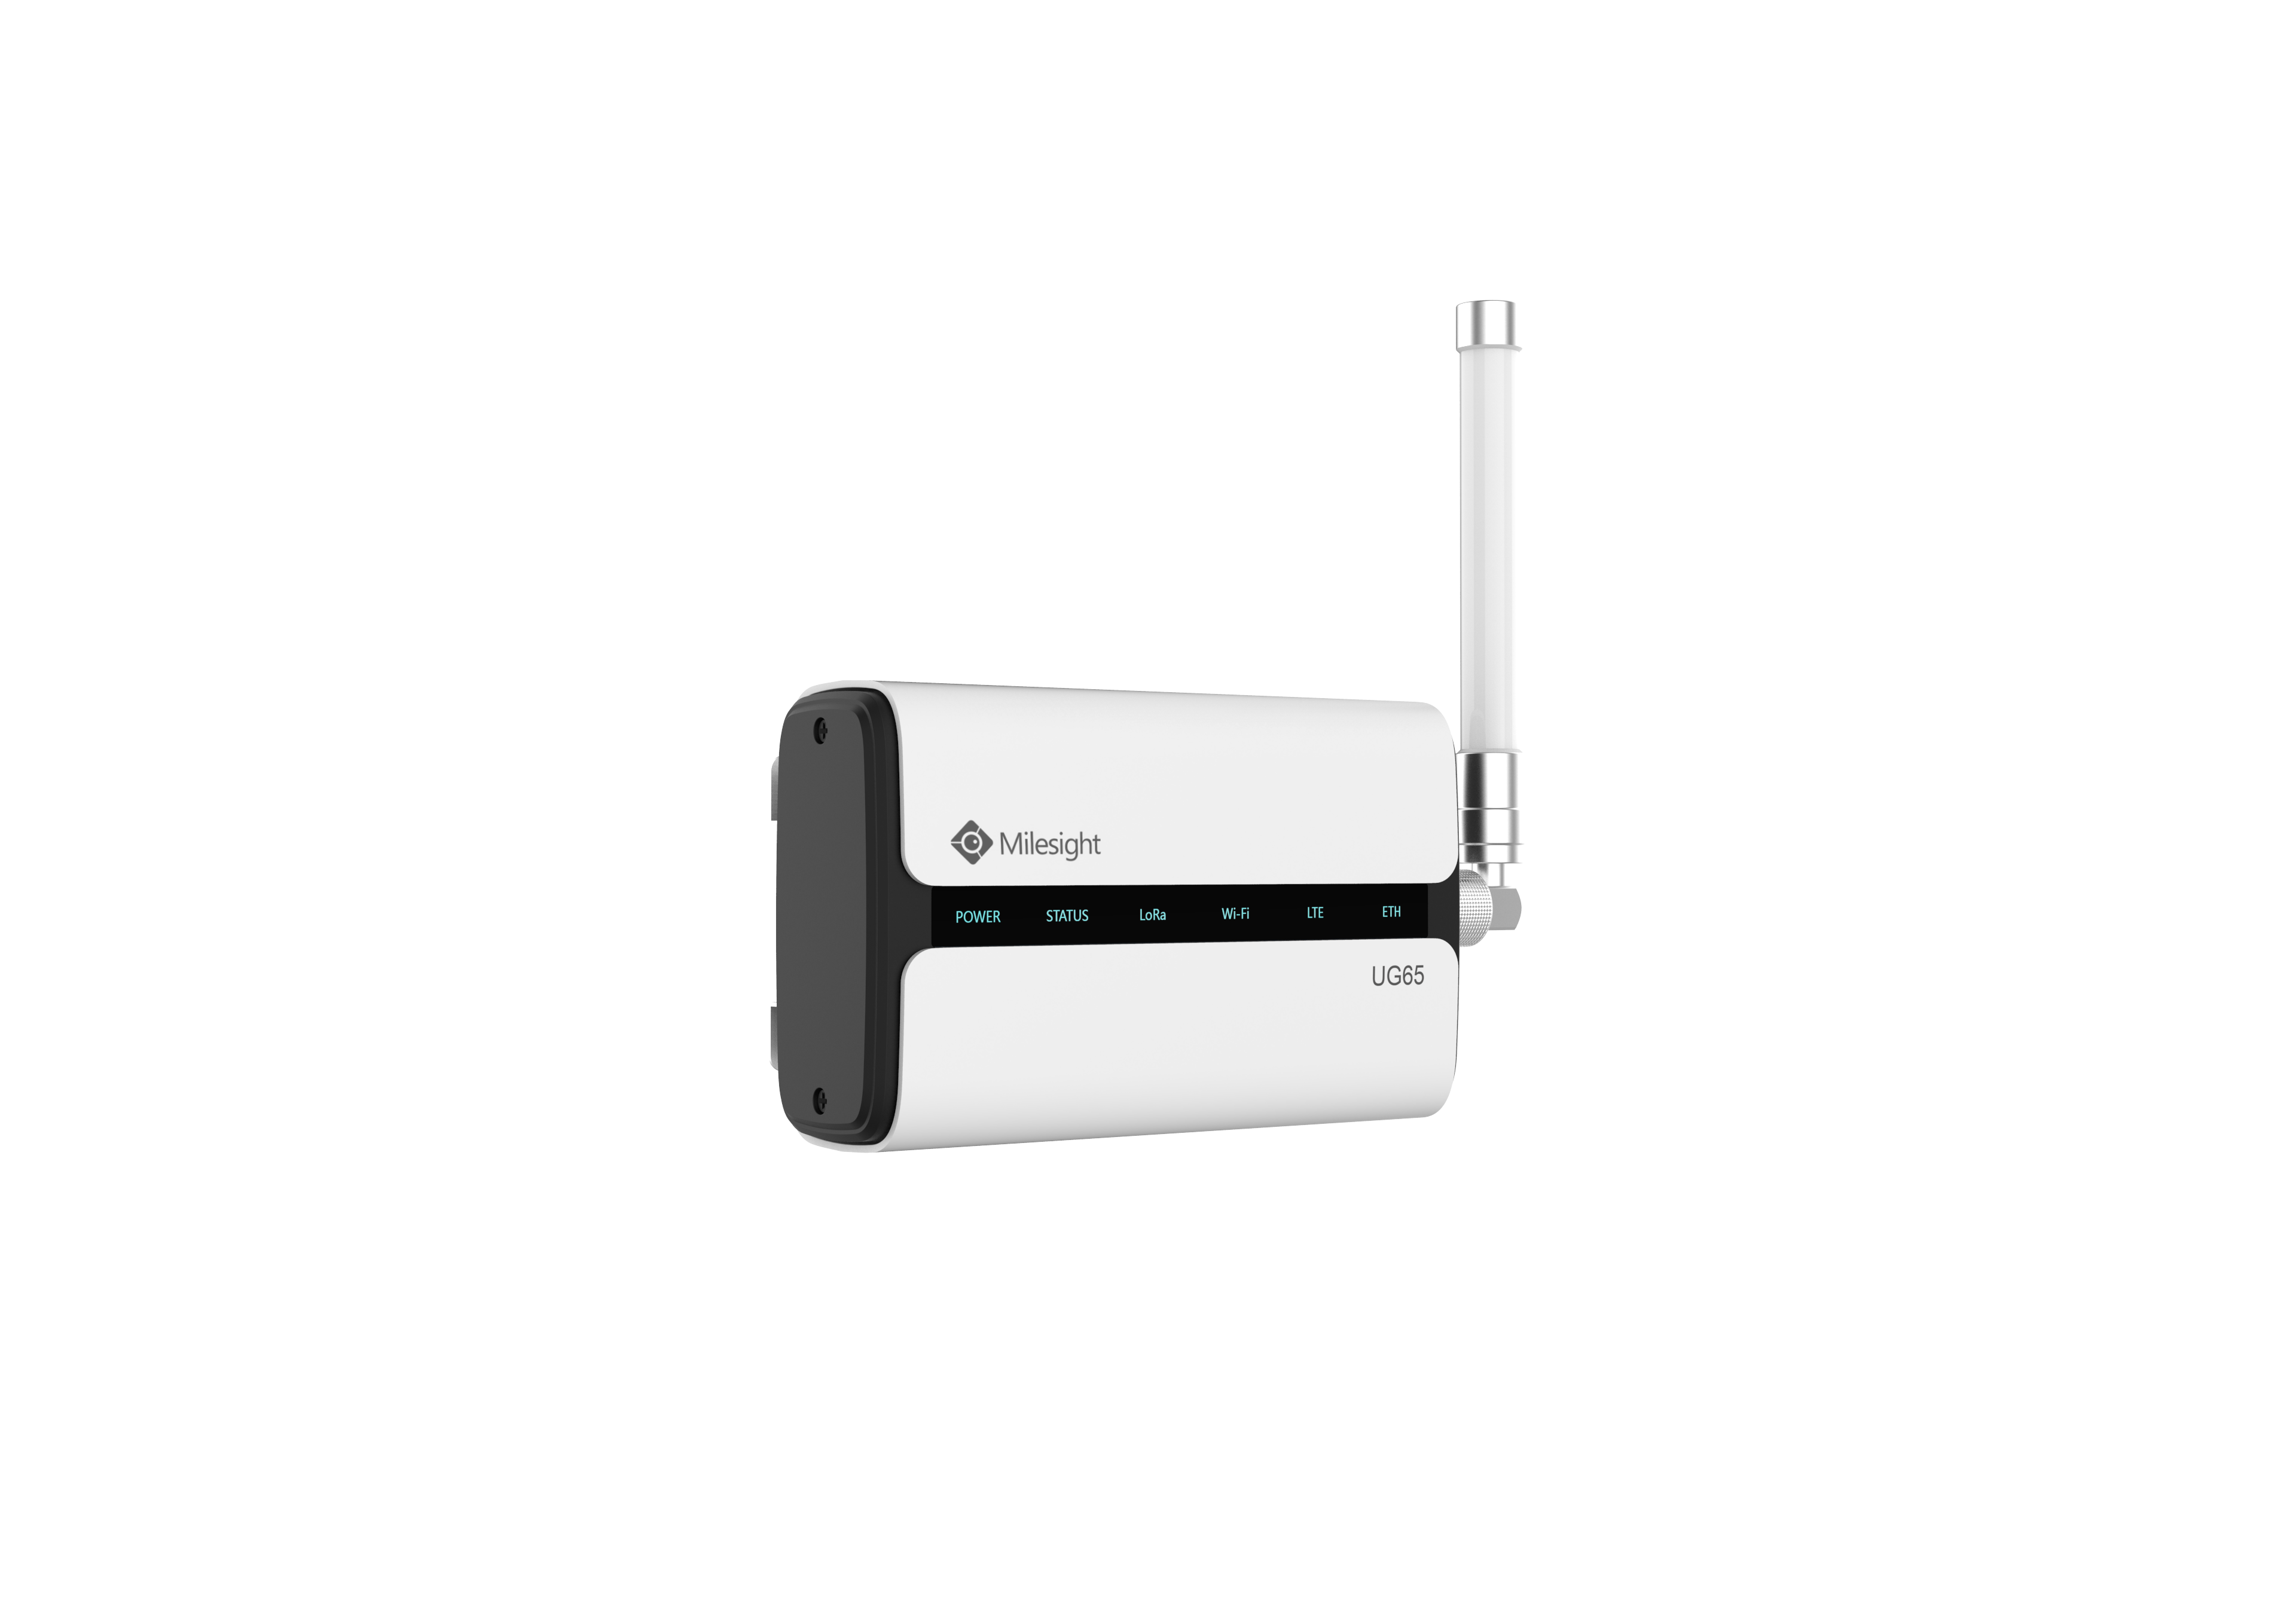 Milesight
POWER STATUS LoRa Wi-Fi LTE ETH
UG65